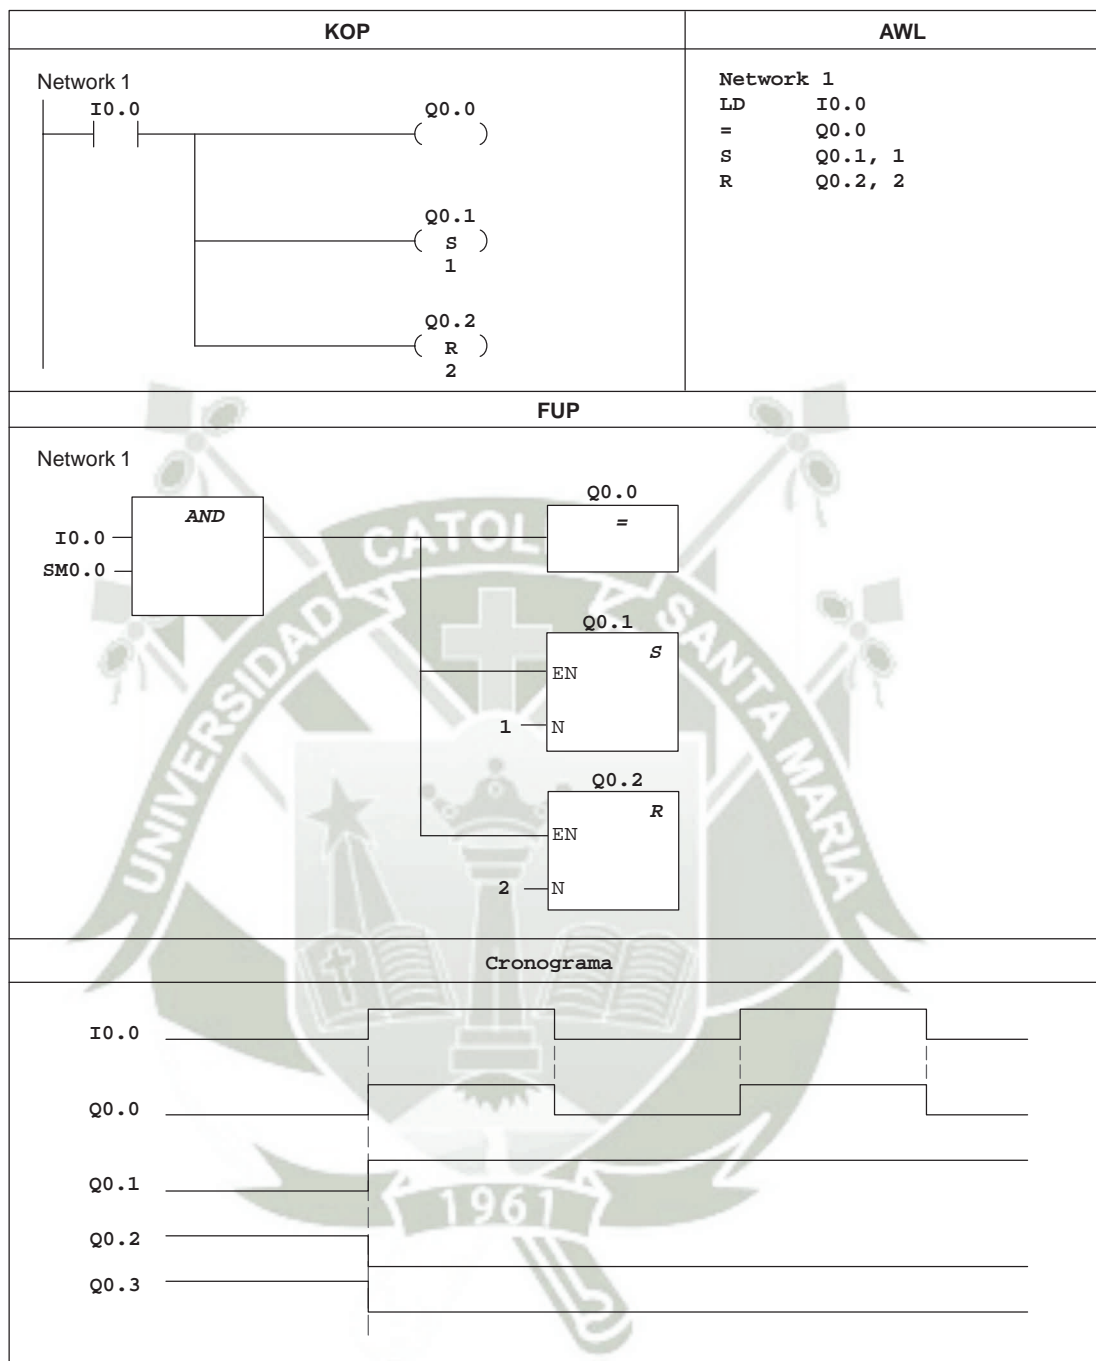 KOP
AWL
Network 1
I0.0
Q0.0
Q0.1
S
1
Q0.2
R
2
Network 1
LD I0.0
= Q0.0
S Q0.1, 1
R Q0.2, 2
FUP
Network 1
AND
I0.0
SM0.0
Q0.0
=
Q0.1
S
EN
1 N
Q0.2
R
EN
2 N
UNIVERSIDAD CATOLI SANTA MARIA
Cronograma
I0.0
Q0.0
Q0.1
Q0.2
Q0.3
1961